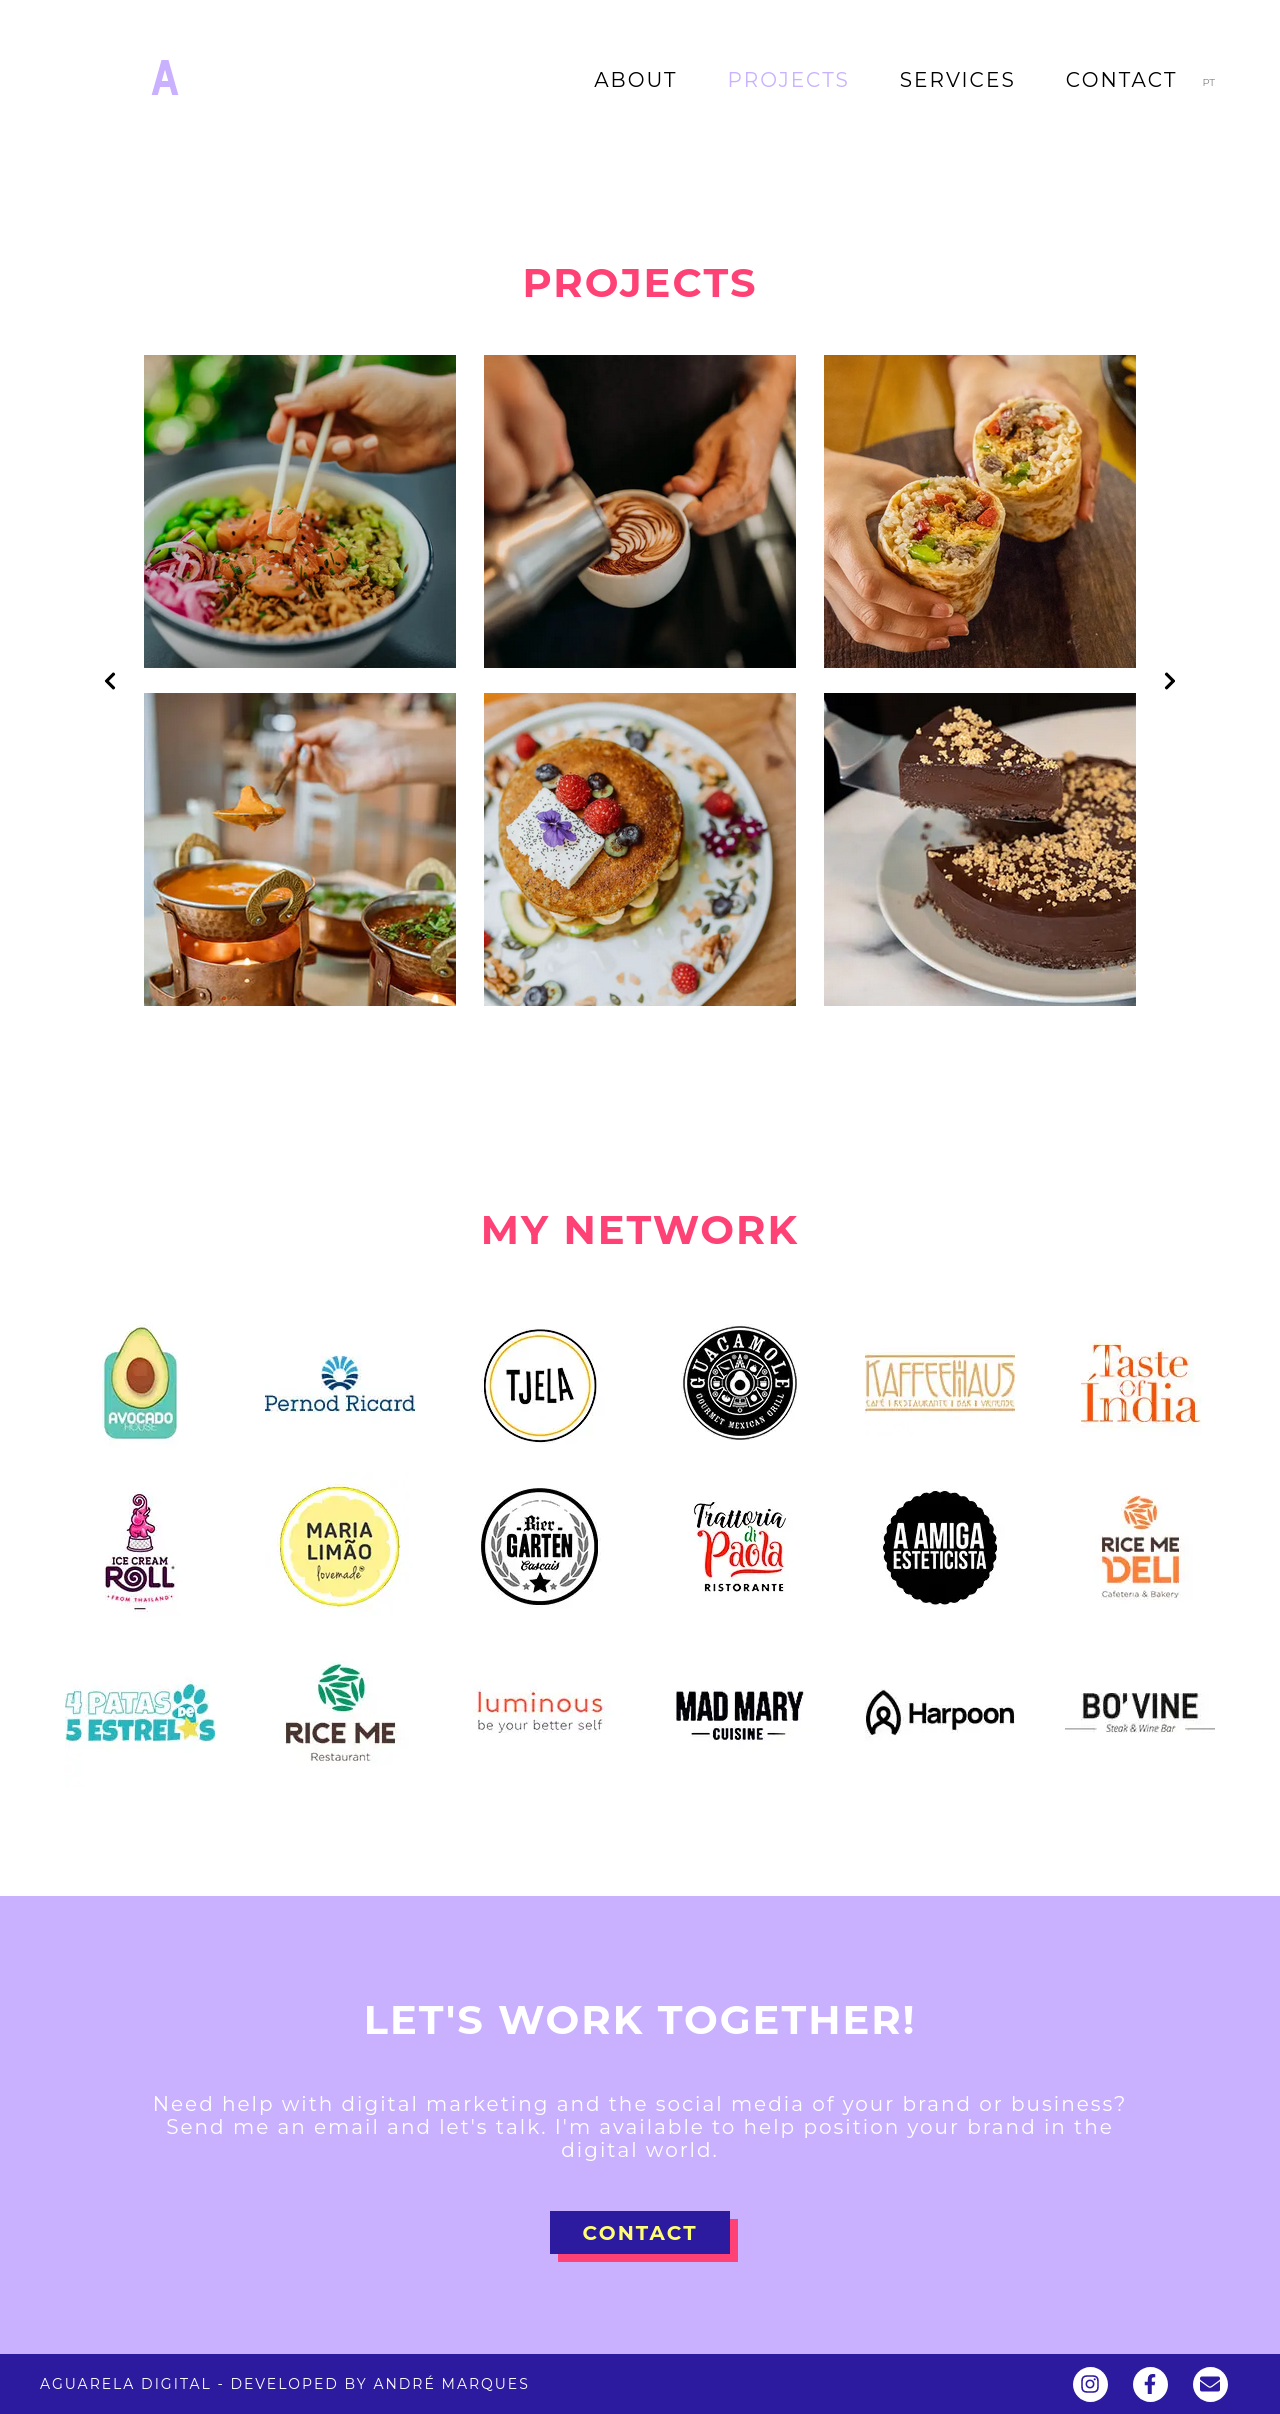 A
ABOUT
PROJECTS
SERVICES
CONTACT
PT
PROJECTS
MY NETWORK
AVOCADO
HOUSE
Pernod Ricard
TJELA
GUACAMOLE
GOURMET MEXICAN GRILL
KAFFEEHAUS
CAFÉ | RESTAURANTE | BAR | VIENENSE
Taste
of
India
ICE CREAM
ROLL
• FROM THAILAND •
MARIA
LIMÃO
lovemade
Bier
GARTEN
Cascais
Trattoria
di
Paola
RISTORANTE
A AMIGA
ESTETICISTA
RICE ME
DELI
Cafeteria & Bakery
4 PATAS
DE
5 ESTRELAS
RICE ME
Restaurant
luminous
be your better self
MAD MARY
CUISINE
Harpoon
BO'VINE
Steak & Wine Bar
LET'S WORK TOGETHER!
Need help with digital marketing and the social media of your brand or business?
Send me an email and let's talk. I'm available to help position your brand in the
digital world.
CONTACT
AGUARELA DIGITAL - DEVELOPED BY ANDRÉ MARQUES